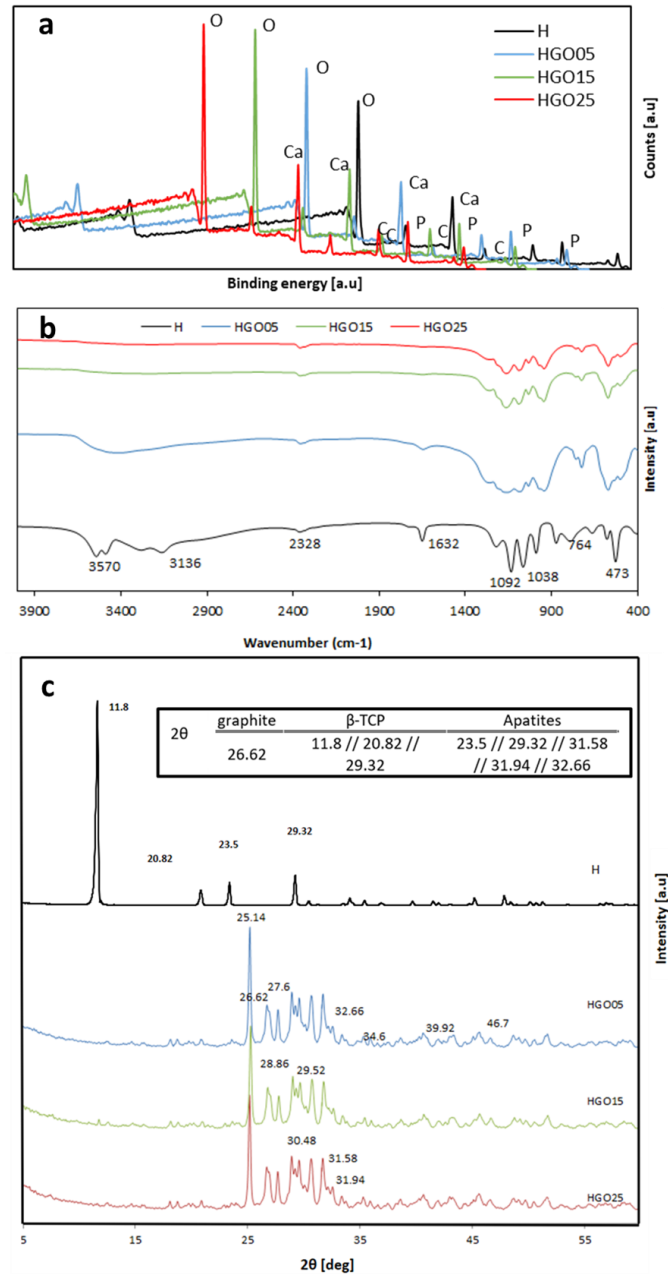 a
H
HGO05
HGO15
HGO25
O
O
O
O
Ca
Ca
Ca
Ca
C
C
P
C
P
C
P
P
Counts [a.u]
Binding energy [a.u]
b
H
HGO05
HGO15
HGO25
3570
3136
2328
1632
1092
1038
764
473
Intensity [a.u]
3900
3400
2900
2400
1900
1400
900
400
Wavenumber (cm-1)
c
11.8
2θ
graphite
β-TCP
Apatites
26.62
11.8 // 20.82 //
29.32
23.5 // 29.32 // 31.58
// 31.94 // 32.66
20.82
23.5
29.32
H
25.14
26.62
27.6
32.66
34.6
39.92
46.7
HGO05
28.86
29.52
HGO15
30.48
31.58
31.94
HGO25
Intensity [a.u]
5
15
25
35
45
55
2θ [deg]